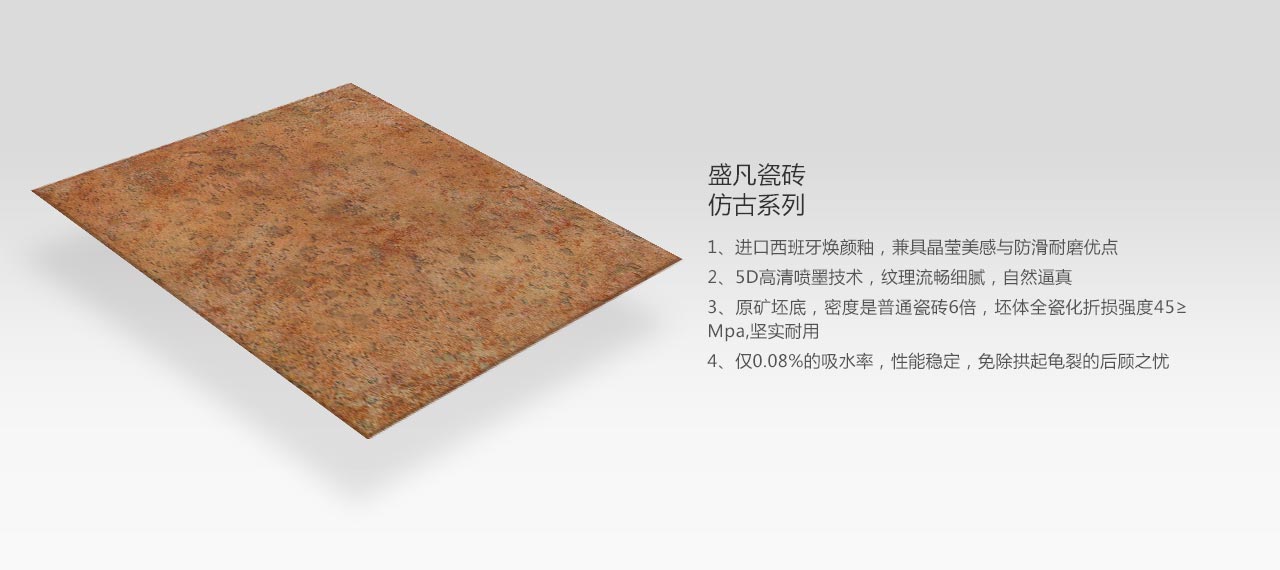 盛凡瓷砖
仿古系列
1、进口西班牙焕颜釉，兼具晶莹美感与防滑耐磨优点
2、5D高清喷墨技术，纹理流畅细腻，自然逼真
3、原矿坯底，密度是普通瓷砖6倍，坯体全瓷化折损强度45≥
Mpa,坚实耐用
4、仅0.08%的吸水率，性能稳定，免除拱起龟裂的后顾之忧